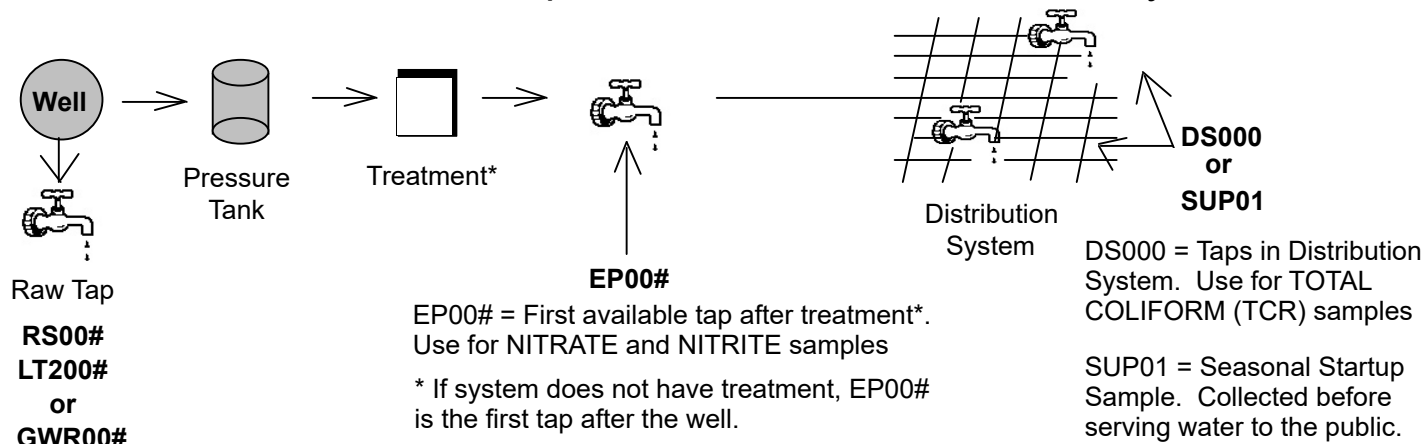 Well
Pressure
Tank
Treatment*
Raw Tap
RS00#
LT200#
or
GWR00#
EP00#
EP00# = First available tap after treatment*.
Use for NITRATE and NITRITE samples
* If system does not have treatment, EP00#
is the first tap after the well.
Distribution
System
DS000
or
SUP01
DS000 = Taps in Distribution
System. Use for TOTAL
COLIFORM (TCR) samples
SUP01 = Seasonal Startup
Sample. Collected before
serving water to the public.